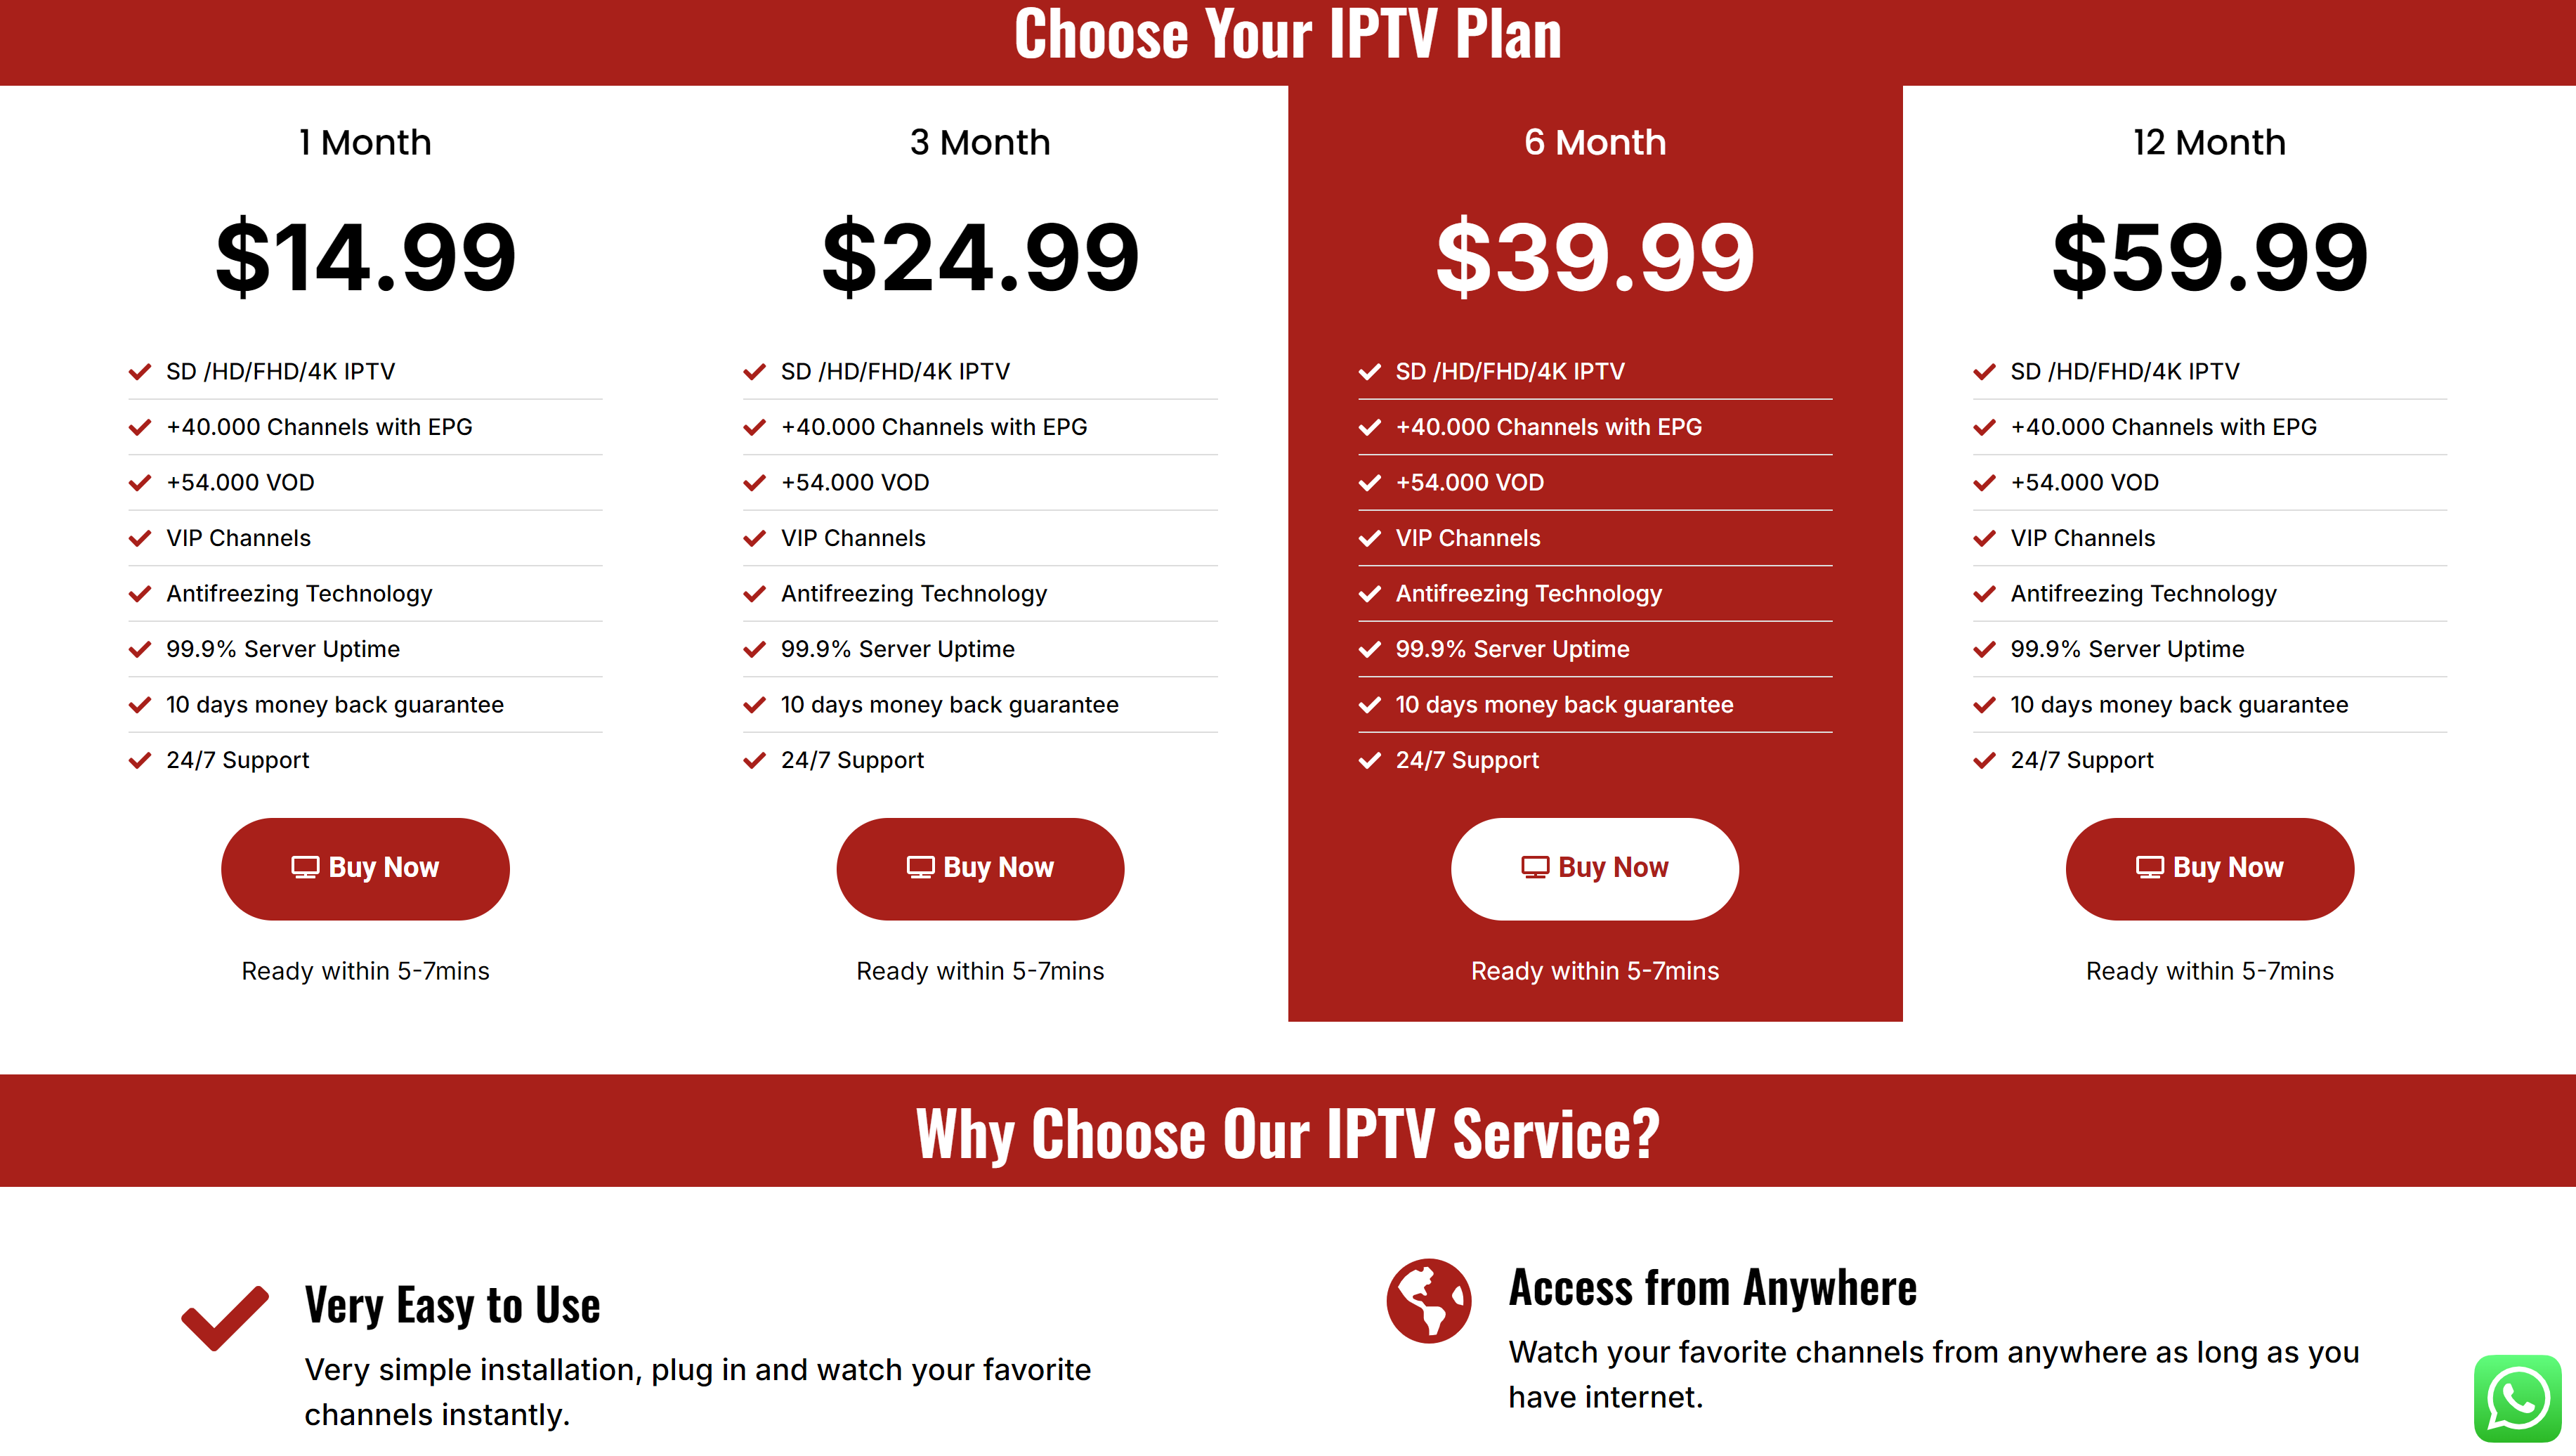 Choose Your IPTV Plan
1 Month
$14.99
SD /HD/FHD/4K IPTV
+40.000 Channels with EPG
+54.000 VOD
VIP Channels
Antifreezing Technology
99.9% Server Uptime
10 days money back guarantee
24/7 Support
Buy Now
Ready within 5-7mins
3 Month
$24.99
SD /HD/FHD/4K IPTV
+40.000 Channels with EPG
+54.000 VOD
VIP Channels
Antifreezing Technology
99.9% Server Uptime
10 days money back guarantee
24/7 Support
Buy Now
Ready within 5-7mins
6 Month
$39.99
SD /HD/FHD/4K IPTV
+40.000 Channels with EPG
+54.000 VOD
VIP Channels
Antifreezing Technology
99.9% Server Uptime
10 days money back guarantee
24/7 Support
Buy Now
Ready within 5-7mins
12 Month
$59.99
SD /HD/FHD/4K IPTV
+40.000 Channels with EPG
+54.000 VOD
VIP Channels
Antifreezing Technology
99.9% Server Uptime
10 days money back guarantee
24/7 Support
Buy Now
Ready within 5-7mins
Why Choose Our IPTV Service?
Very Easy to Use
Very simple installation, plug in and watch your favorite
channels instantly.
Access from Anywhere
Watch your favorite channels from anywhere as long as you
have internet.